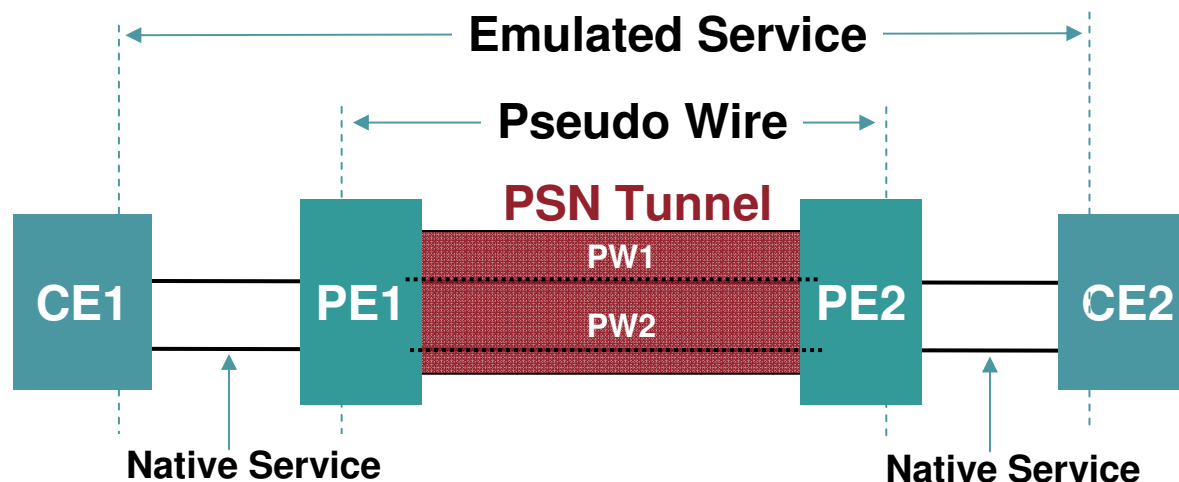 Emulated Service
Pseudo Wire
PSN Tunnel
PW1
CE1
PE1
PE2
CE2
PW2
Native Service
Native Service